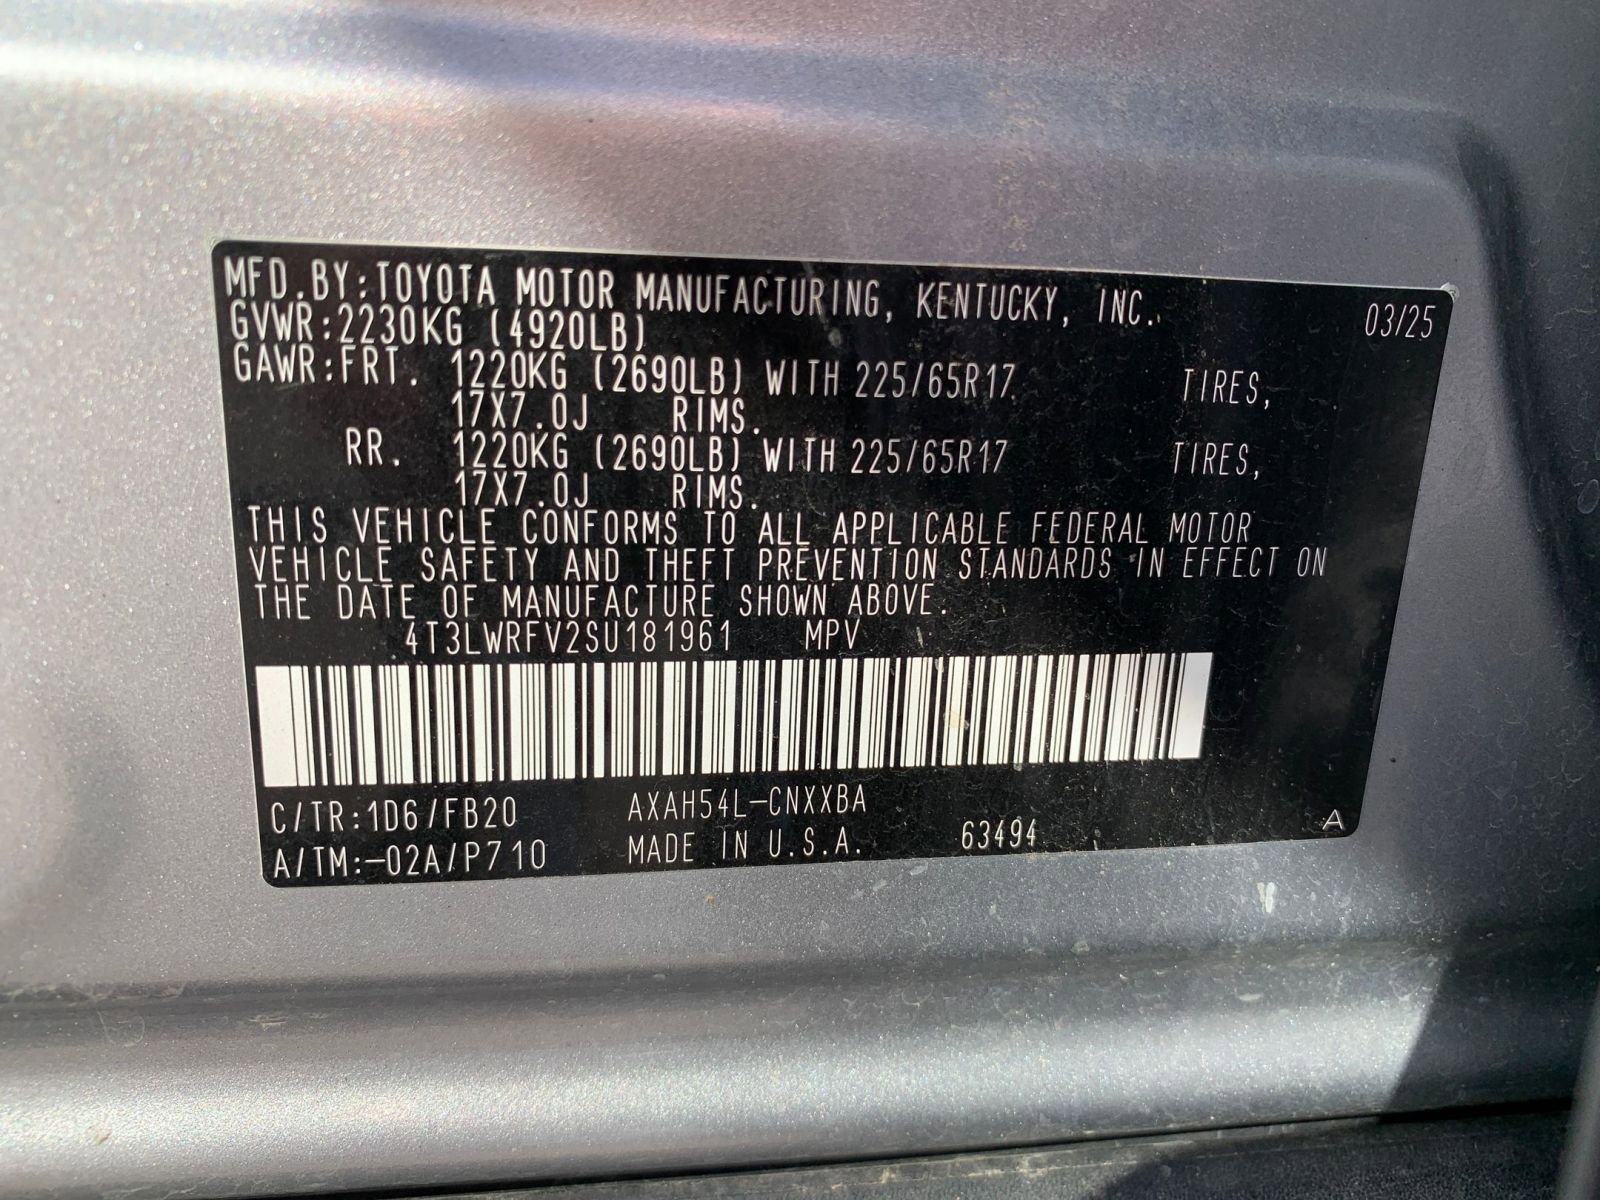 MFD.BY:TOYOTA MOTOR MANUFACTURING, KENTUCKY, INC. 03/25
GVWR:2230KG (4920LB)
GAWR:FRT. 1220KG (2690LB) WITH 225/65R17 TIRES,
17X7.0J RIMS.
RR. 1220KG (2690LB) WITH 225/65R17 TIRES,
17X7.0J RIMS.
THIS VEHICLE CONFORMS TO ALL APPLICABLE FEDERAL MOTOR
VEHICLE SAFETY AND THEFT PREVENTION STANDARDS IN EFFECT ON
THE DATE OF MANUFACTURE SHOWN ABOVE.
4T3LWRFV2SU181961 MPV
C/TR:1D6/FB20 AXAH54L-CNXXBA A
A/TM:-02A/P710 MADE IN U.S.A. 63494